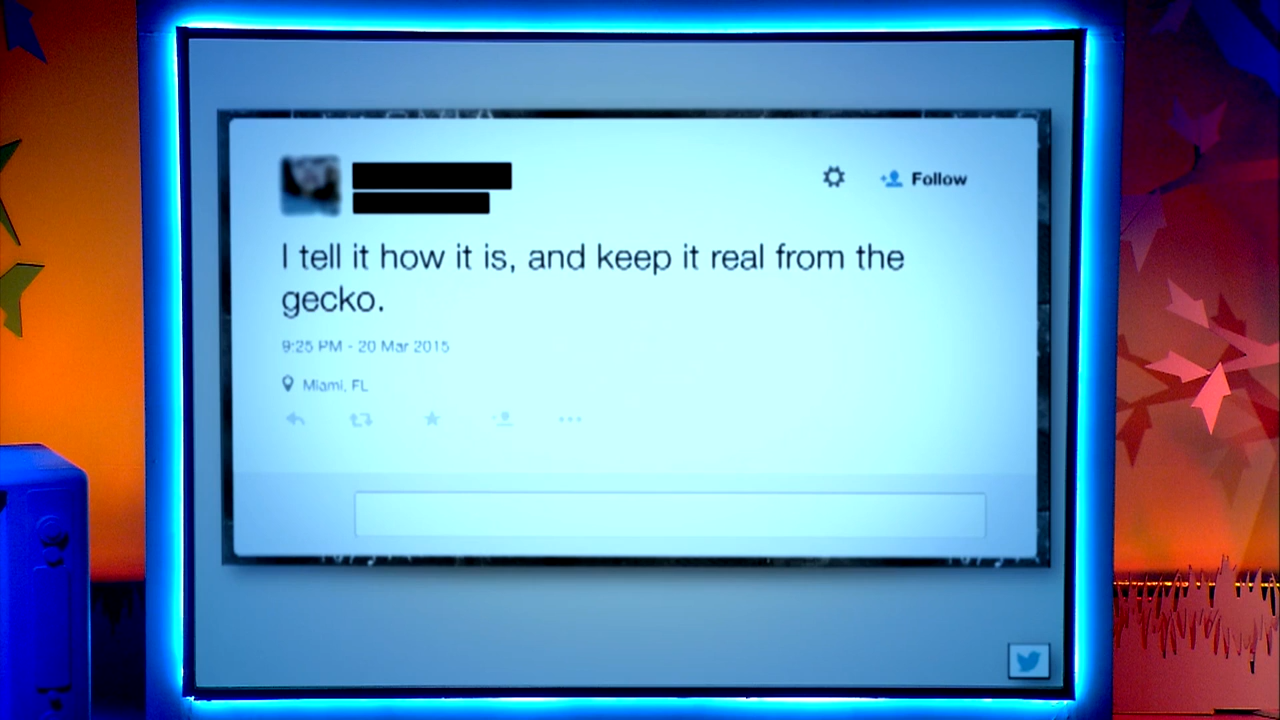 Follow
I tell it how it is, and keep it real from the
gecko.
9:25 PM - 20 Mar 2015
Miami, FL